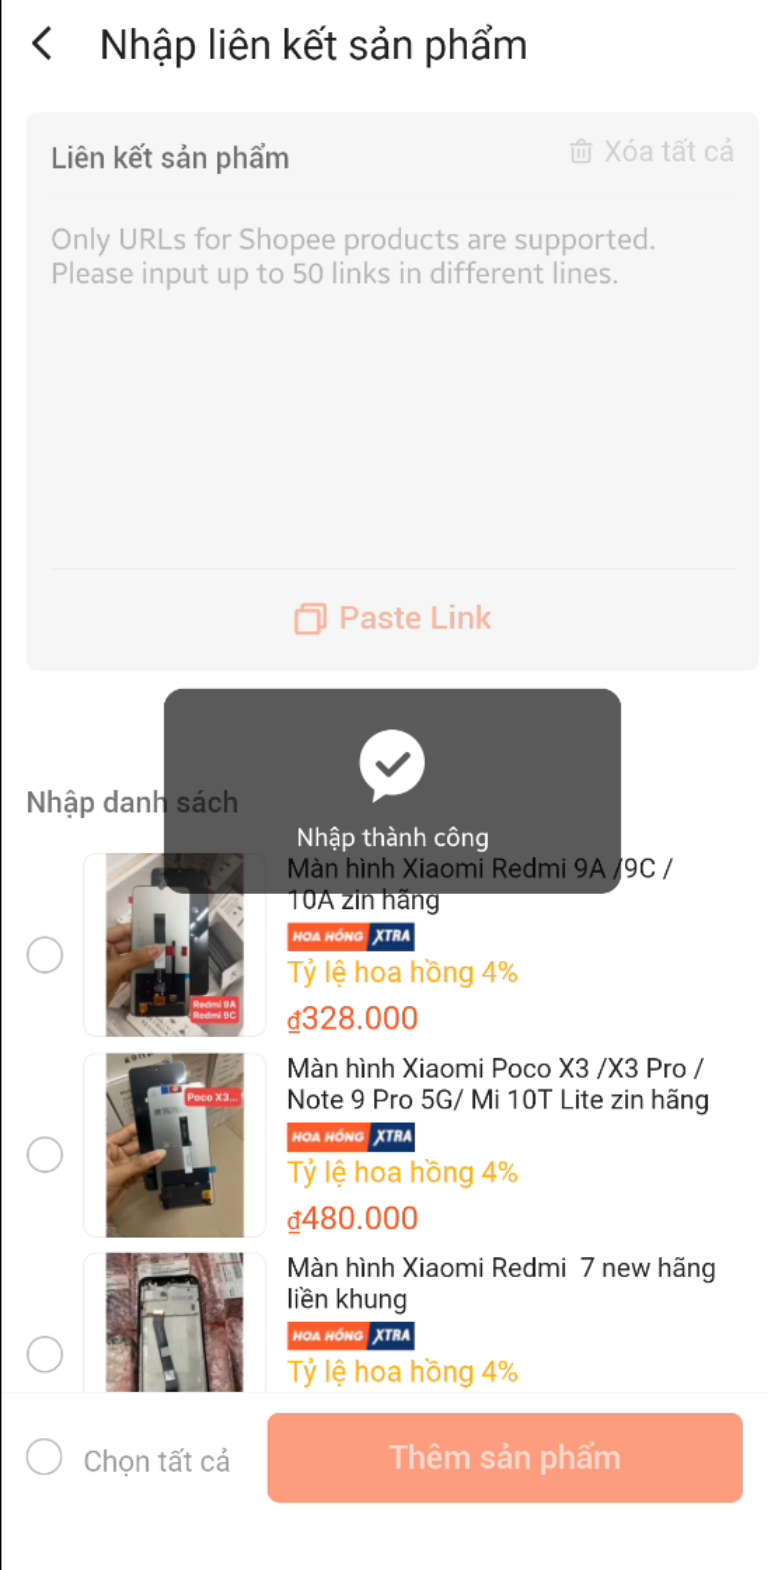 Nhập liên kết sản phẩm
Liên kết sản phẩm
Xóa tất cả
Only URLs for Shopee products are supported.
Please input up to 50 links in different lines.
Paste Link
Nhập thành công
Nhập danh sách
Màn hình Xiaomi Redmi 9A /9C /
10A zin hãng
HOA HỒNG XTRA
Tỷ lệ hoa hồng 4%
₫328.000
Redmi 9A
Redmi 9C
Màn hình Xiaomi Poco X3 /X3 Pro /
Note 9 Pro 5G/ Mi 10T Lite zin hãng
HOA HỒNG XTRA
Tỷ lệ hoa hồng 4%
₫480.000
Poco X3...
Màn hình Xiaomi Redmi  7 new hãng
liền khung
HOA HỒNG XTRA
Tỷ lệ hoa hồng 4%
Chọn tất cả
Thêm sản phẩm